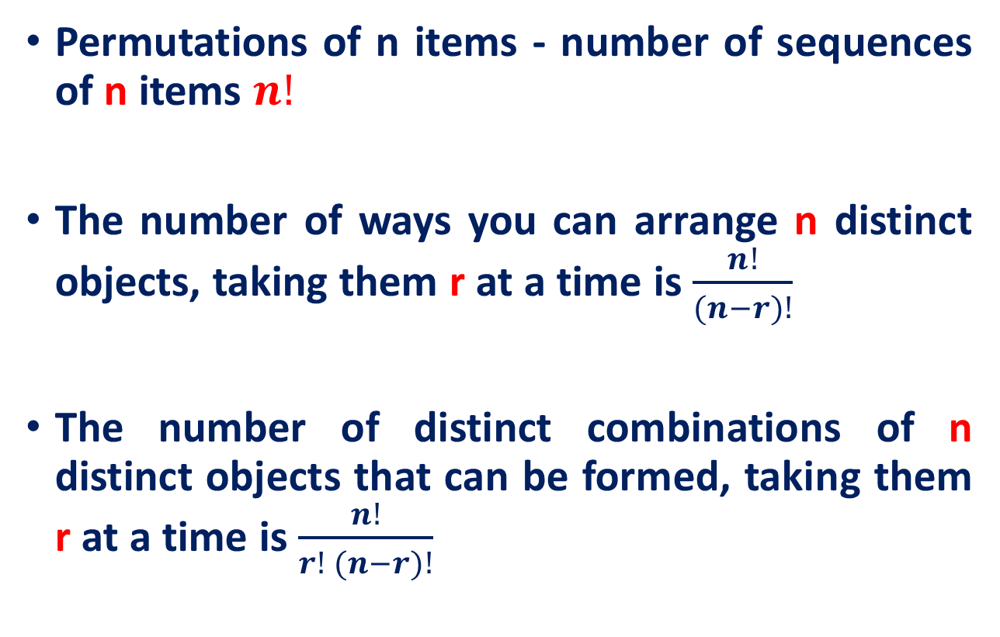 • Permutations of n items - number of sequences
of n items n!
• The number of ways you can arrange n distinct
objects, taking them r at a time is n!/(n−r)!
• The number of distinct combinations of n
distinct objects that can be formed, taking them
r at a time is n!/r! (n−r)!